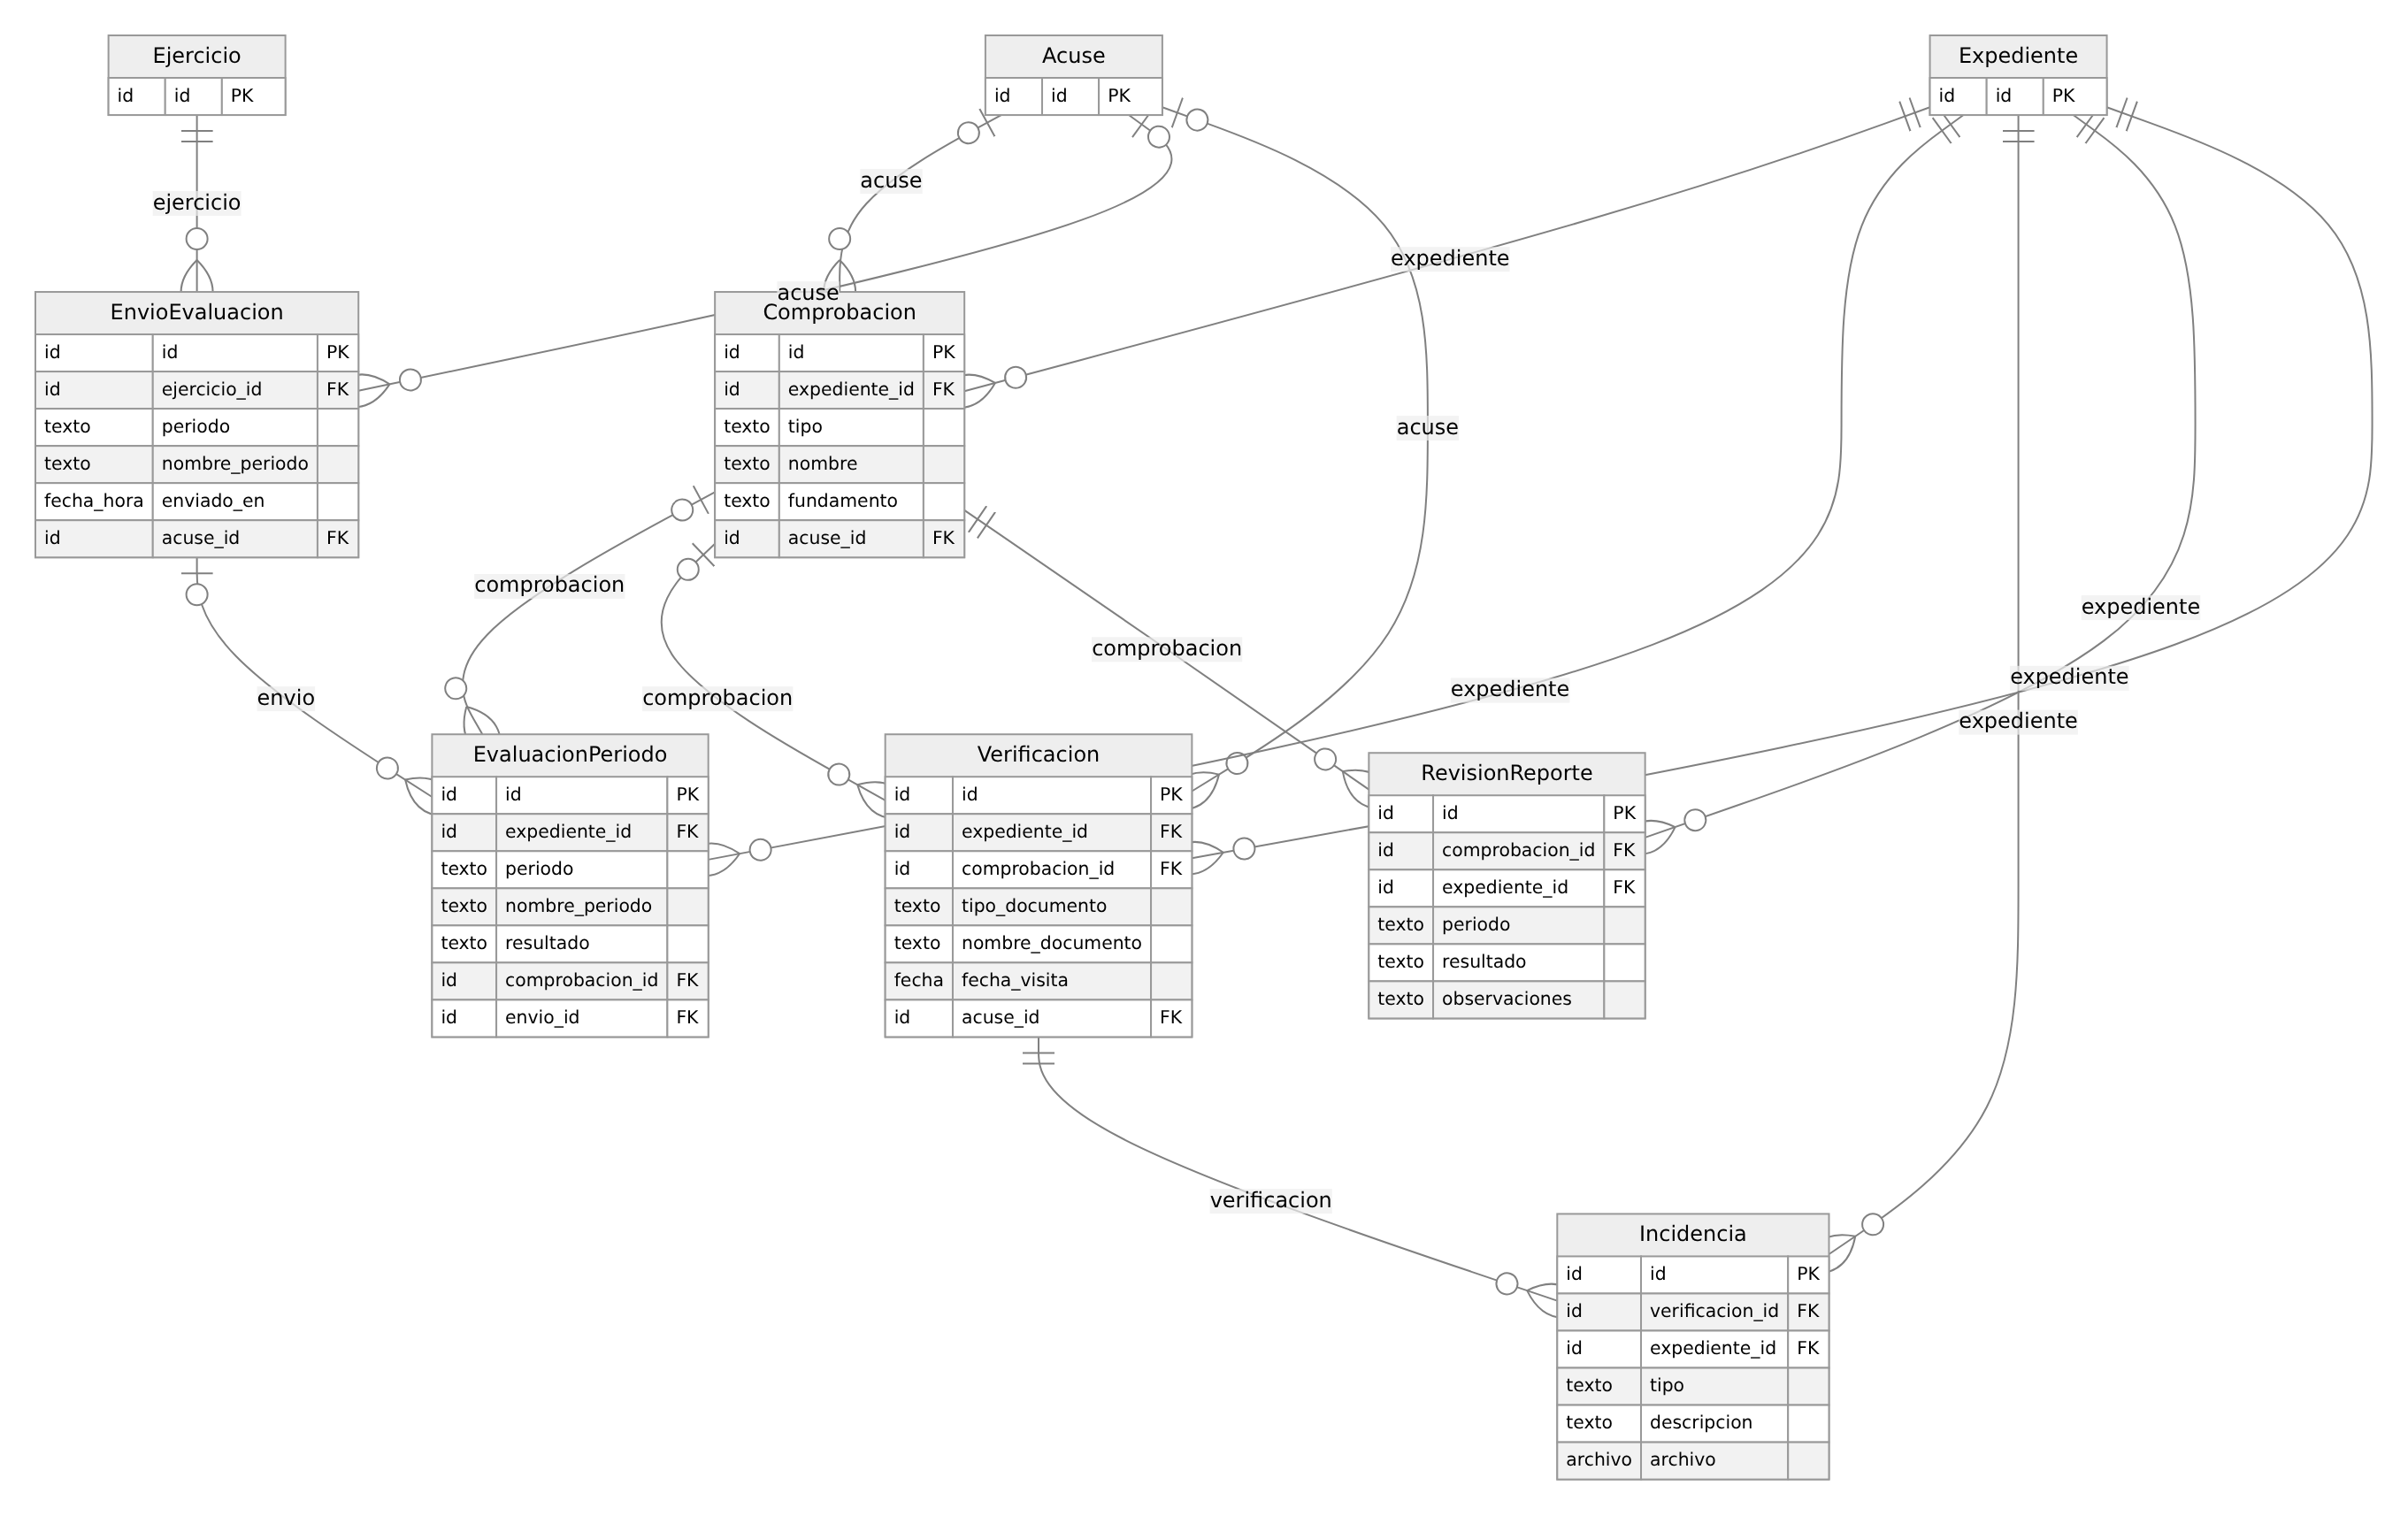 Ejercicio
id id PK
Acuse
id id PK
Expediente
id id PK
ejercicio
acuse
acuse
expediente
acuse
EnvioEvaluacion
id id PK
id ejercicio_id FK
texto periodo
texto nombre_periodo
fecha_hora enviado_en
id acuse_id FK
Comprobacion
id id PK
id expediente_id FK
texto tipo
texto nombre
texto fundamento
id acuse_id FK
comprobacion
envio
comprobacion
comprobacion
expediente
expediente
expediente
expediente
EvaluacionPeriodo
id id PK
id expediente_id FK
texto periodo
texto nombre_periodo
texto resultado
id comprobacion_id FK
id envio_id FK
Verificacion
id id PK
id expediente_id FK
id comprobacion_id FK
texto tipo_documento
texto nombre_documento
fecha fecha_visita
id acuse_id FK
RevisionReporte
id id PK
id comprobacion_id FK
id expediente_id FK
texto periodo
texto resultado
texto observaciones
verificacion
Incidencia
id id PK
id verificacion_id FK
id expediente_id FK
texto tipo
texto descripcion
archivo archivo